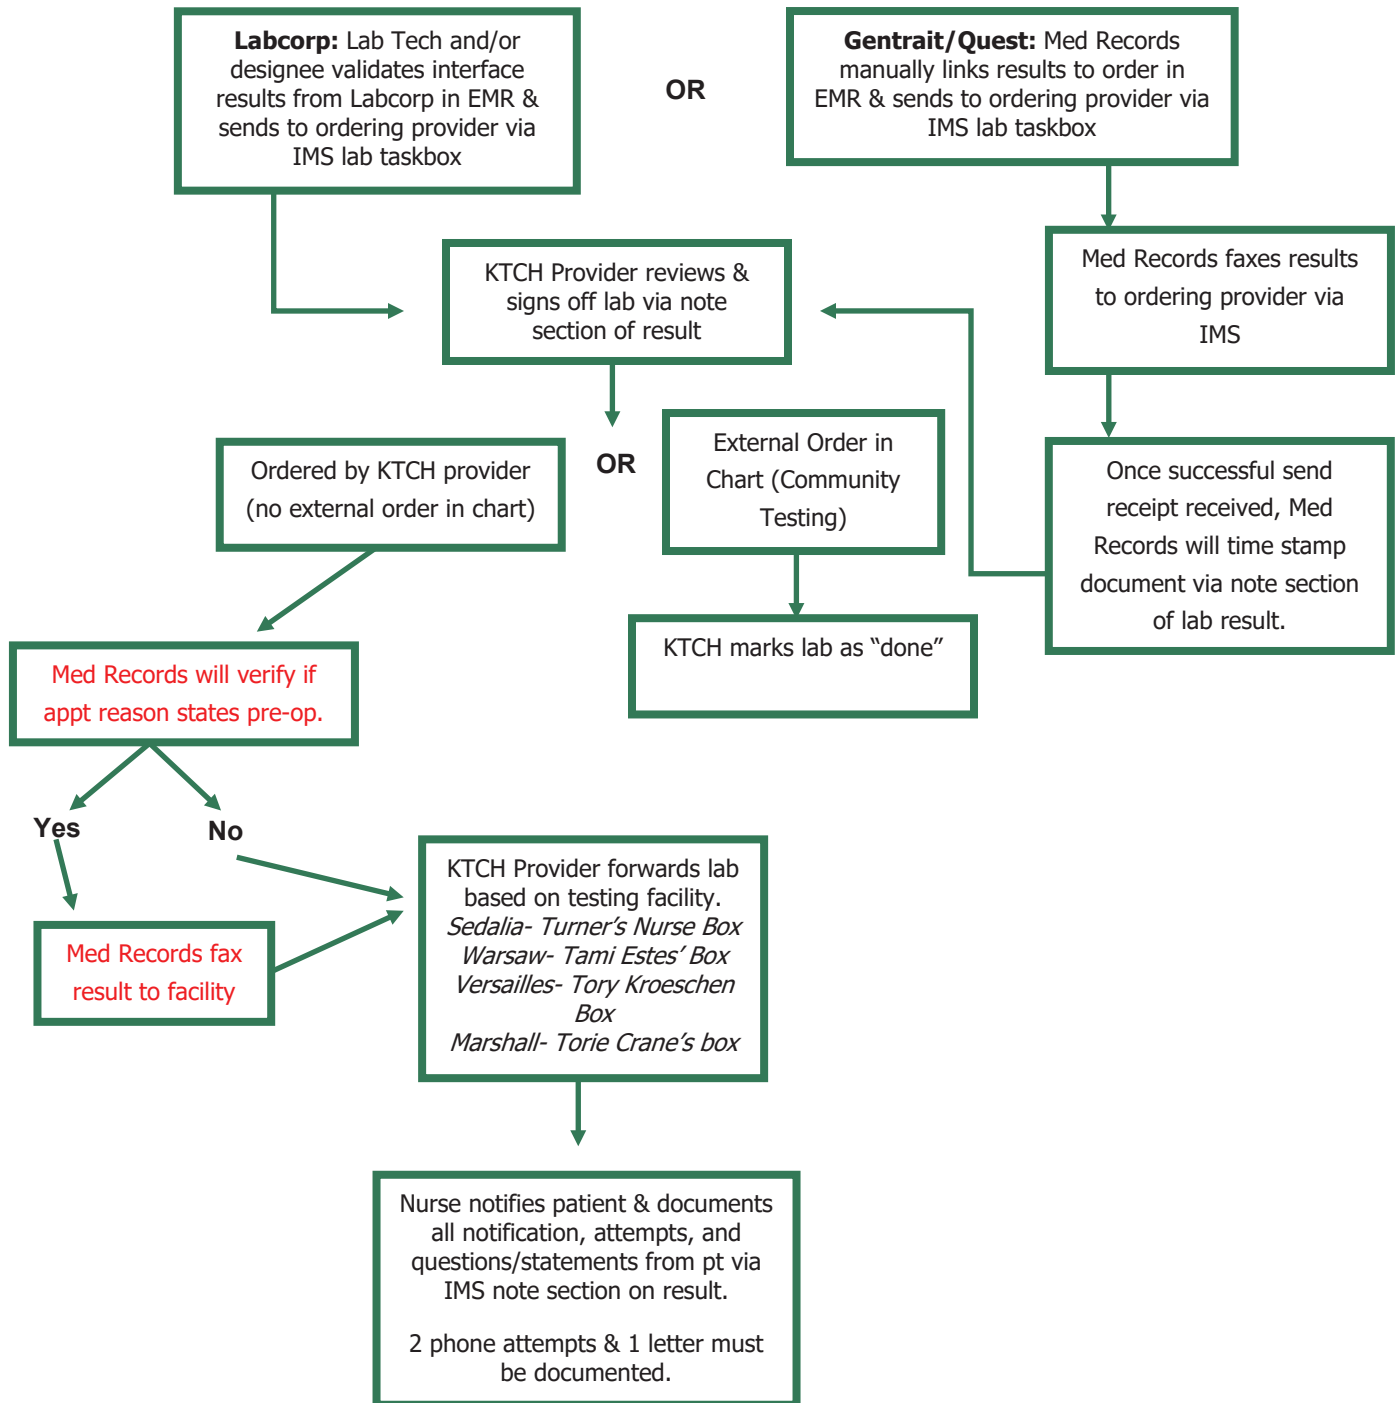 Labcorp: Lab Tech and/or
designee validates interface
results from Labcorp in EMR &
sends to ordering provider via
IMS lab taskbox
OR
Gentrait/Quest: Med Records
manually links results to order in
EMR & sends to ordering provider via
IMS lab taskbox
KTCH Provider reviews &
signs off lab via note
section of result
Med Records faxes results
to ordering provider via
IMS
Ordered by KTCH provider
(no external order in chart)
OR
External Order in
Chart (Community
Testing)
Once successful send
receipt received, Med
Records will time stamp
document via note section
of lab result.
KTCH marks lab as “done”
Med Records will verify if
appt reason states pre-op.
Yes
No
Med Records fax
result to facility
KTCH Provider forwards lab
based on testing facility.
Sedalia- Turner’s Nurse Box
Warsaw- Tami Estes’ Box
Versailles- Tory Kroeschen
Box
Marshall- Torie Crane’s box
Nurse notifies patient & documents
all notification, attempts, and
questions/statements from pt via
IMS note section on result.
2 phone attempts & 1 letter must
be documented.